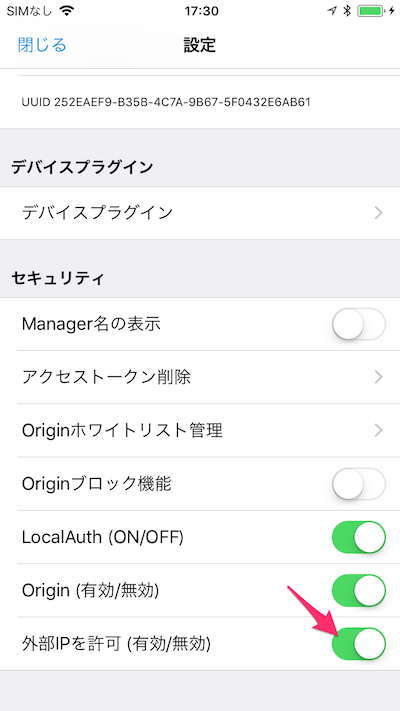 SIMなし 17:30
閉じる 設定
UUID 252EAEF9-B35B-4C7A-9B67-5F0432E6AB61
デバイスプラグイン
デバイスプラグイン
セキュリティ
Manager名の表示
アクセストークン削除
Originホワイトリスト管理
Originブロック機能
LocalAuth (ON/OFF)
Origin (有効/無効)
外部IPを許可 (有効/無効)